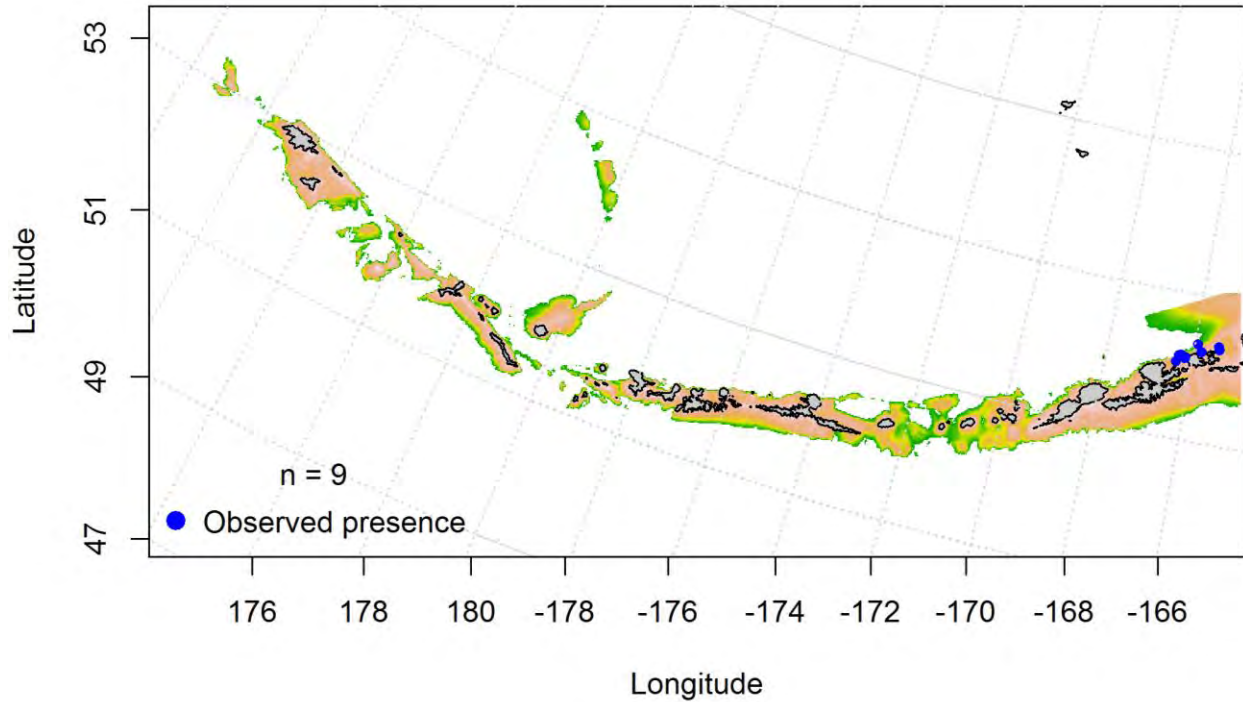 53
51
49
47
Latitude
n = 9
Observed presence
176 178 180 -178 -176 -174 -172 -170 -168 -166
Longitude